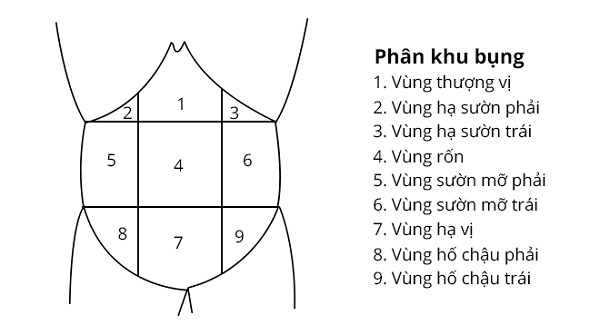 Phân khu bụng
1. Vùng thượng vị
2. Vùng hạ sườn phải
3. Vùng hạ sườn trái
4. Vùng rốn
5. Vùng sườn mỡ phải
6. Vùng sườn mỡ trái
7. Vùng hạ vị
8. Vùng hố chậu phải
9. Vùng hố chậu trái
1
2
3
5
4
6
8
7
9